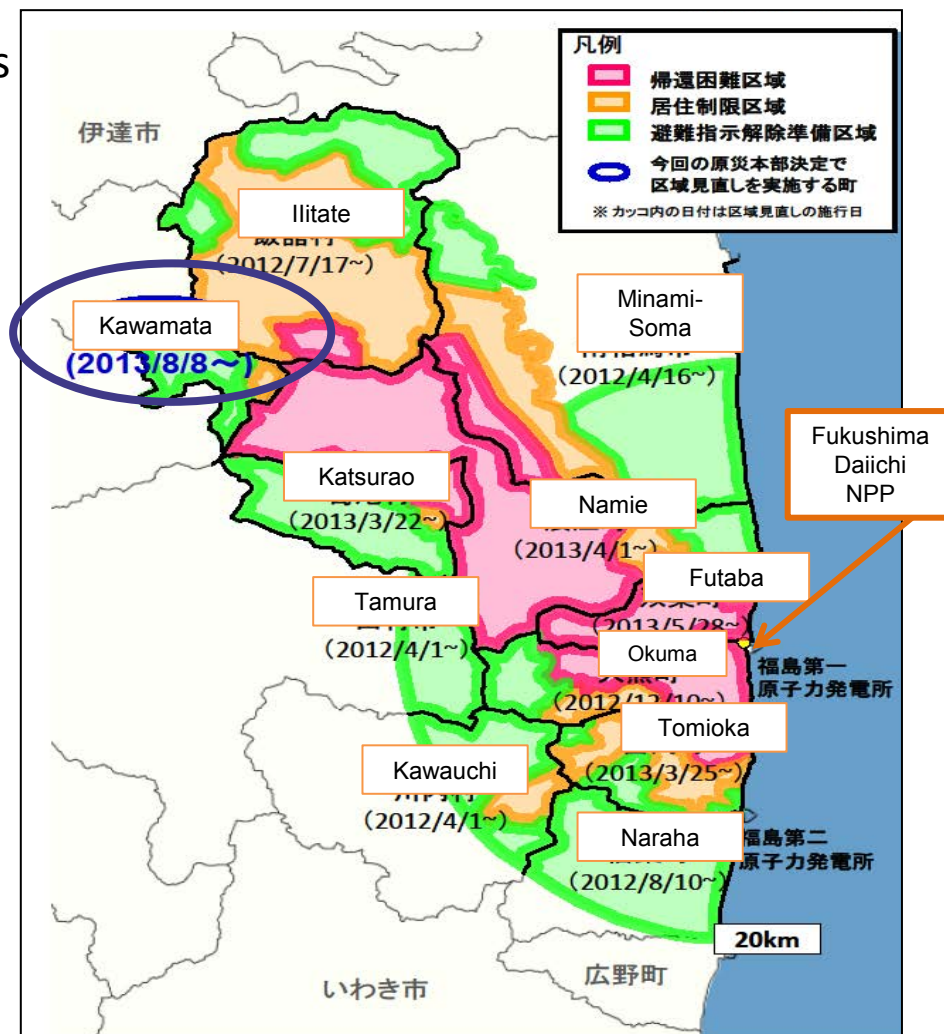 s
凡例
帰還困難区域
居住制限区域
避難指示解除準備区域
今回の原災本部決定で
区域見直しを実施する町
※ カッコ内の日付は区域見直しの施行日
伊達市
Ilitate
(2012/7/17~)
Kawamata
(2013/8/8～)
Minami-
Soma
(2012/4/16~)
Fukushima
Daiichi
NPP
Katsurao
(2013/3/22~)
Namie
(2013/4/1~)
Futaba
(2013/5/28~)
Tamura
(2012/4/1~)
Okuma
(2012/12/10~)
福島第一
原子力発電所
Tomioka
(2013/3/25~)
Kawauchi
(2012/4/1~)
Naraha
(2012/8/10~)
福島第二
原子力発電所
20km
広野町
いわき市